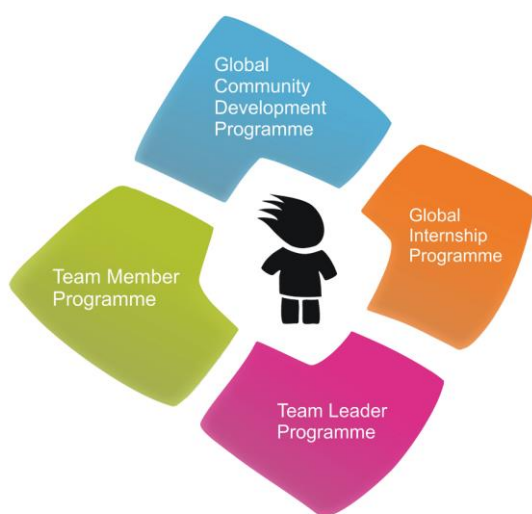 Global
Community
Development
Programme
Global
Internship
Programme
Team Member
Programme
Team Leader
Programme